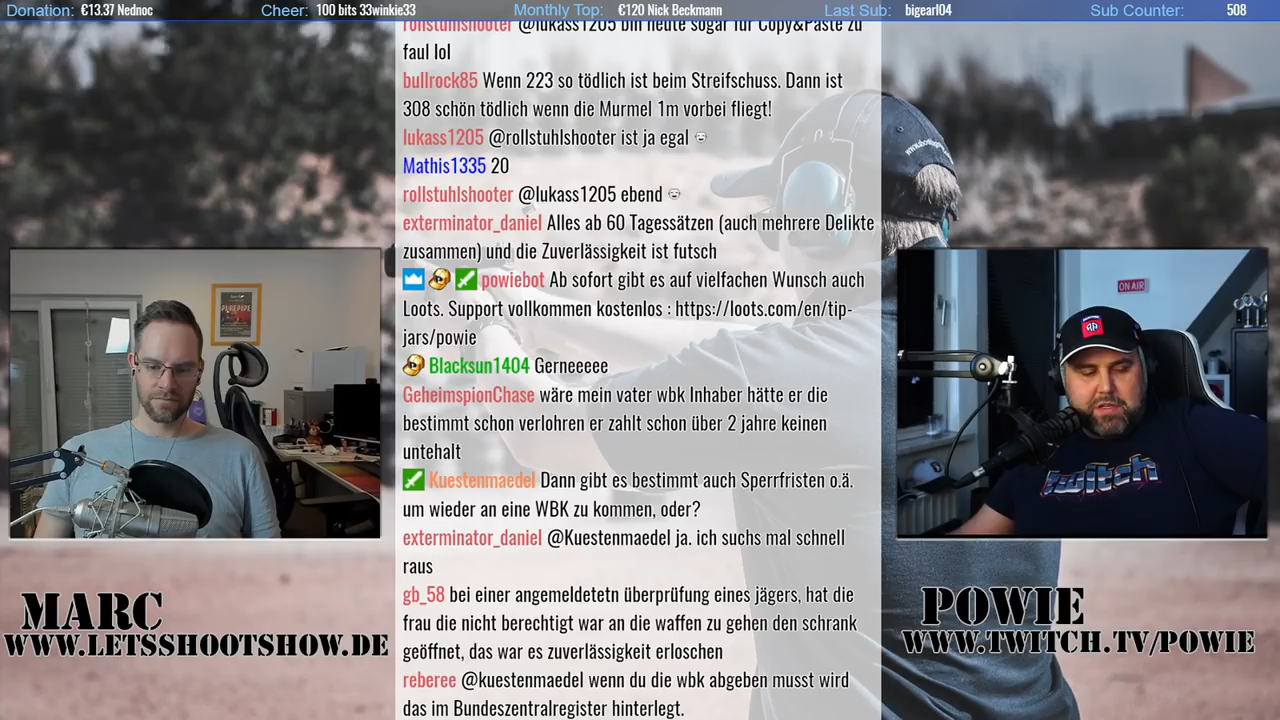 Donation: €13.37 Nednoc Cheer: 100 bits 33winkie33 Monthly Top: €120 Nick Beckmann Last Sub: bigearl04 Sub Counter: 508
rollstuhlshooter @lukass1205 bin heute sogar für Copy&Paste zu
faul lol
bullrock85 Wenn 223 so tödlich ist beim Streifschuss. Dann ist
308 schön tödlich wenn die Murmel 1m vorbei fliegt!
lukass1205 @rollstuhlshooter ist ja egal
Mathis1335 20
rollstuhlshooter @lukass1205 ebend
exterminator_daniel Alles ab 60 Tagessätzen (auch mehrere Delikte
zusammen) und die Zuverlässigkeit ist futsch
powiebot Ab sofort gibt es auf vielfachen Wunsch auch
Loots. Support vollkommen kostenlos : https://loots.com/en/tip-
jars/powie
Blacksun1404 Gerneeeee
GeheimspionChase wäre mein vater wbk Inhaber hätte er die
bestimmt schon verlohren er zahlt schon über 2 jahre keinen
untehalt
Kuestenmaedel Dann gibt es bestimmt auch Sperrfristen o.ä.
um wieder an eine WBK zu kommen, oder?
exterminator_daniel @Kuestenmaedel ja. ich suchs mal schnell
raus
gb_58 bei einer angemeldetetn überprüfung eines jägers, hat die
frau die nicht berechtigt war an die waffen zu gehen den schrank
geöffnet, das war es zuverlässigkeit erloschen
reberee @kuestenmaedel wenn du die wbk abgeben musst wird
das im Bundeszentralregister hinterlegt.
MARC
WWW.LETSSHOOTSHOW.DE
ON AIR
twitch
POWIE
WWW.TWITCH.TV/POWIE